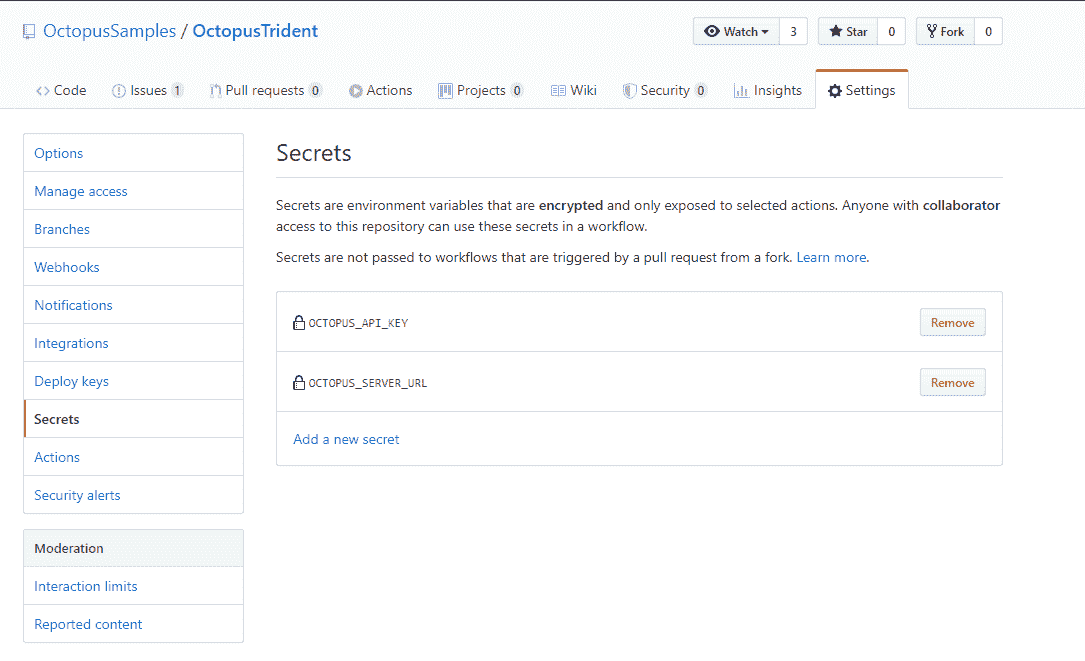 OctopusSamples / OctopusTrident
Watch 3 Star 0 Fork 0
Code Issues 1 Pull requests 0 Actions Projects 0 Wiki Security 0 Insights Settings
Options
Manage access
Branches
Webhooks
Notifications
Integrations
Deploy keys
Secrets
Actions
Security alerts
Moderation
Interaction limits
Reported content
Secrets
Secrets are environment variables that are encrypted and only exposed to selected actions. Anyone with collaborator
access to this repository can use these secrets in a workflow.
Secrets are not passed to workflows that are triggered by a pull request from a fork. Learn more.
OCTOPUS_API_KEY Remove
OCTOPUS_SERVER_URL Remove
Add a new secret